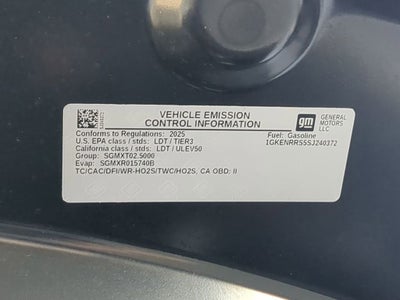 VEHICLE EMISSION
CONTROL INFORMATION
gm
GENERAL
MOTORS
LLC
Conforms to Regulations: 2025
Fuel: Gasoline
U.S. EPA class / stds: LDT / TIER3
1GKENRRS5SJ240372
California class / stds: LDT / ULEV50
Group: SGMXT02.5000
Evap: SGMXR015740B
TC/CAC/DFI/WR-HO2S/TWC/HO2S, CA OBD: II